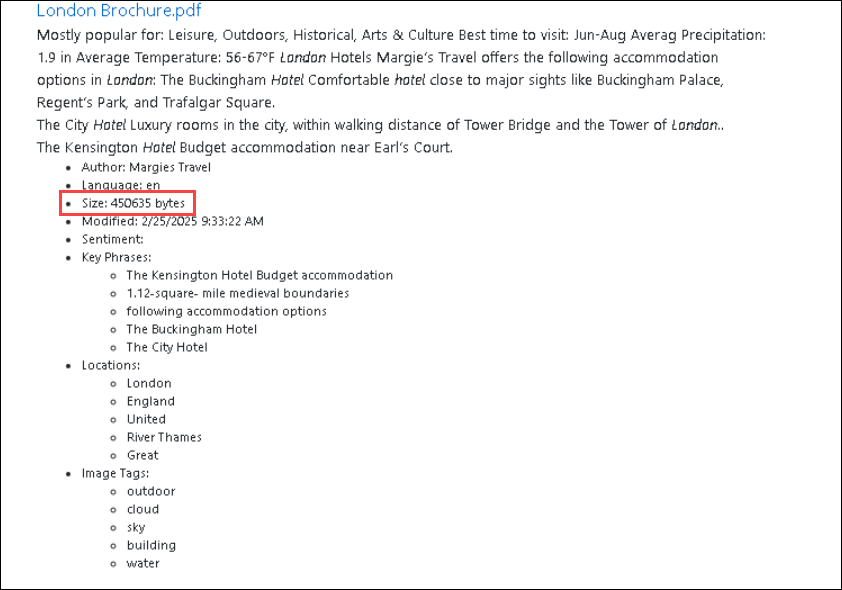 London Brochure.pdf
Mostly popular for: Leisure, Outdoors, Historical, Arts & Culture Best time to visit: Jun-Aug Averag Precipitation:
1.9 in Average Temperature: 56-67°F London Hotels Margie's Travel offers the following accommodation
options in London: The Buckingham Hotel Comfortable hotel close to major sights like Buckingham Palace,
Regent's Park, and Trafalgar Square.
The City Hotel Luxury rooms in the city, within walking distance of Tower Bridge and the Tower of London..
The Kensington Hotel Budget accommodation near Earl's Court.
Author: Margies Travel
Language: en
Size: 450635 bytes
Modified: 2/25/2025 9:33:22 AM
Sentiment:
Key Phrases:
The Kensington Hotel Budget accommodation
1.12-square- mile medieval boundaries
following accommodation options
The Buckingham Hotel
The City Hotel
Locations:
London
England
United
River Thames
Great
Image Tags:
outdoor
cloud
sky
building
water